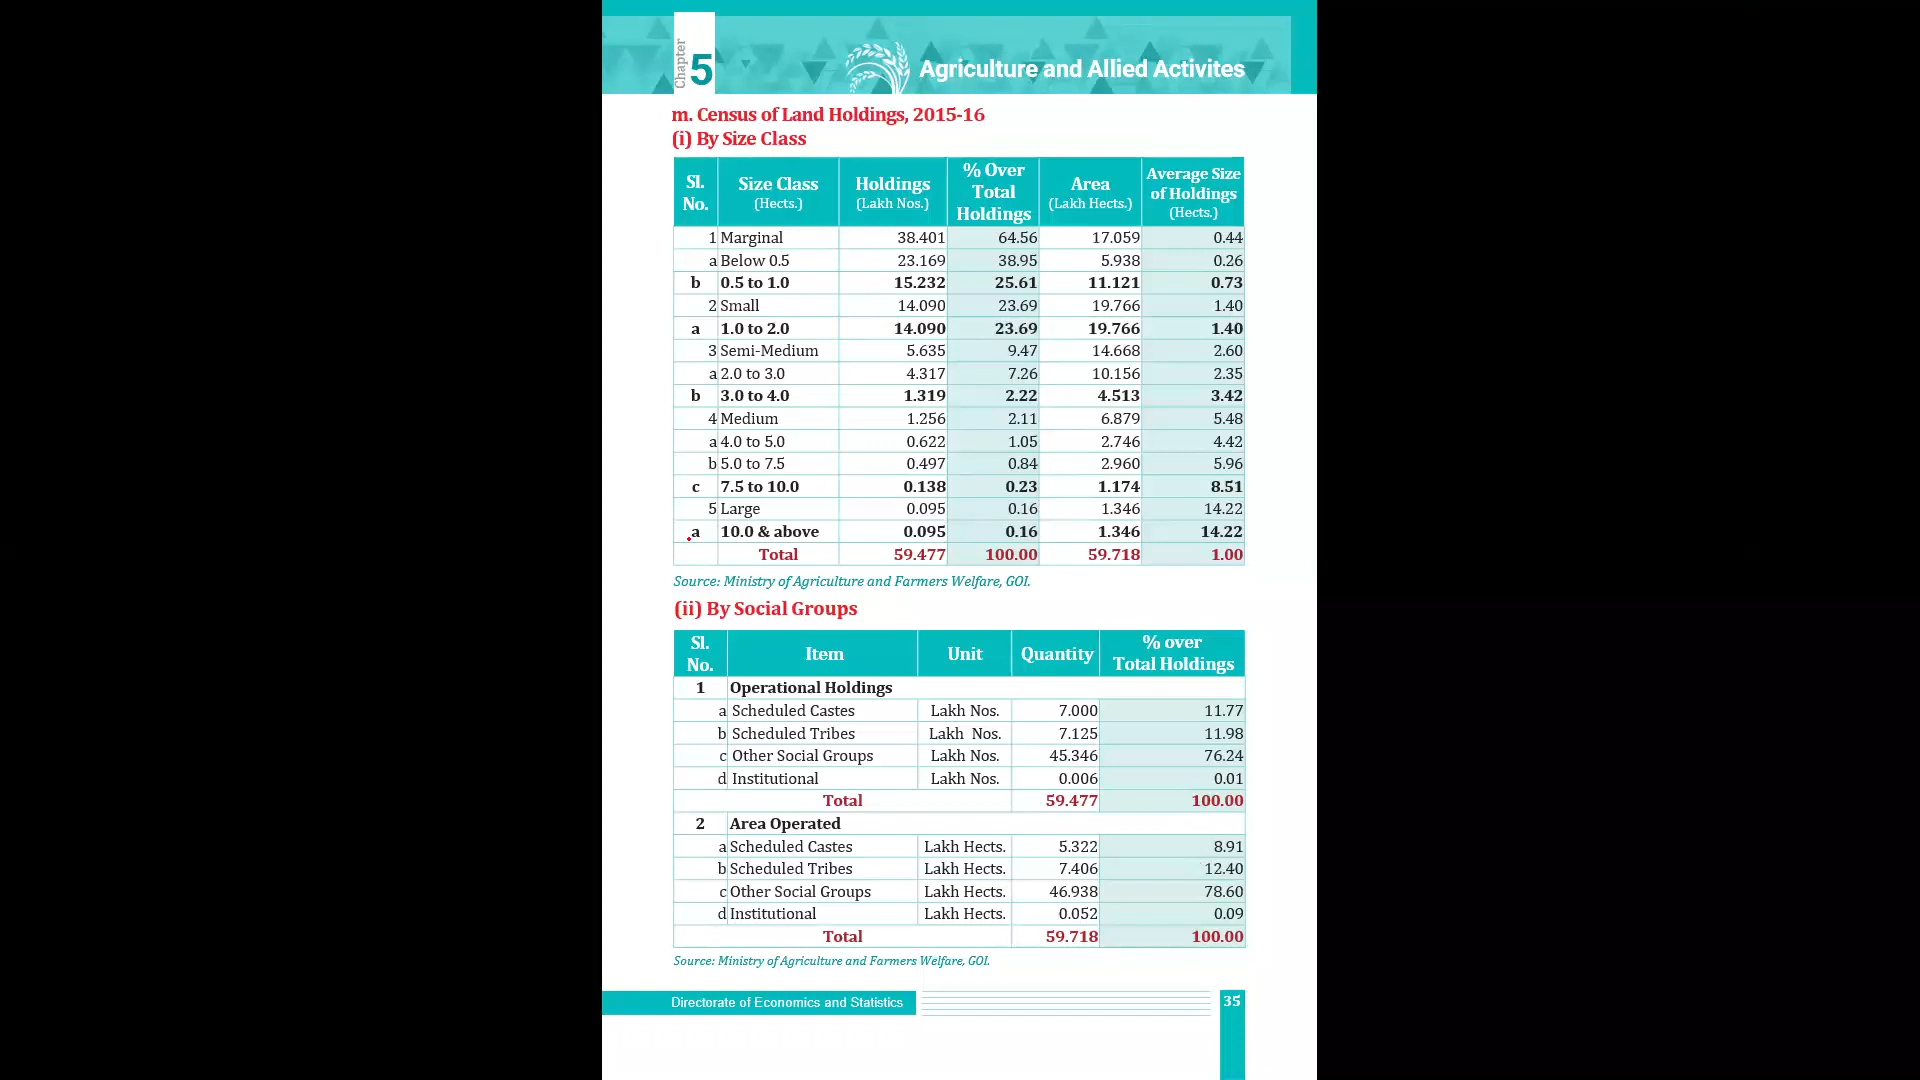 Chapter 5
Agriculture and Allied Activites
m. Census of Land Holdings, 2015-16
(i) By Size Class
Sl. No. Size Class (Hects.) Holdings (Lakh Nos.) % Over Total Holdings Area (Lakh Hects.) Average Size of Holdings (Hects.)
1 Marginal 38.401 64.56 17.059 0.44
a Below 0.5 23.169 38.95 5.938 0.26
b 0.5 to 1.0 15.232 25.61 11.121 0.73
2 Small 14.090 23.69 19.766 1.40
a 1.0 to 2.0 14.090 23.69 19.766 1.40
3 Semi-Medium 5.635 9.47 14.668 2.60
a 2.0 to 3.0 4.317 7.26 10.156 2.35
b 3.0 to 4.0 1.319 2.22 4.513 3.42
4 Medium 1.256 2.11 6.879 5.48
a 4.0 to 5.0 0.622 1.05 2.746 4.42
b 5.0 to 7.5 0.497 0.84 2.960 5.96
c 7.5 to 10.0 0.138 0.23 1.174 8.51
5 Large 0.095 0.16 1.346 14.22
a 10.0 & above 0.095 0.16 1.346 14.22
Total 59.477 100.00 59.718 1.00
Source: Ministry of Agriculture and Farmers Welfare, GOI.
(ii) By Social Groups
Sl. No. Item Unit Quantity % over Total Holdings
1 Operational Holdings
a Scheduled Castes Lakh Nos. 7.000 11.77
b Scheduled Tribes Lakh Nos. 7.125 11.98
c Other Social Groups Lakh Nos. 45.346 76.24
d Institutional Lakh Nos. 0.006 0.01
Total 59.477 100.00
2 Area Operated
a Scheduled Castes Lakh Hects. 5.322 8.91
b Scheduled Tribes Lakh Hects. 7.406 12.40
c Other Social Groups Lakh Hects. 46.938 78.60
d Institutional Lakh Hects. 0.052 0.09
Total 59.718 100.00
Source: Ministry of Agriculture and Farmers Welfare, GOI.
Directorate of Economics and Statistics 35